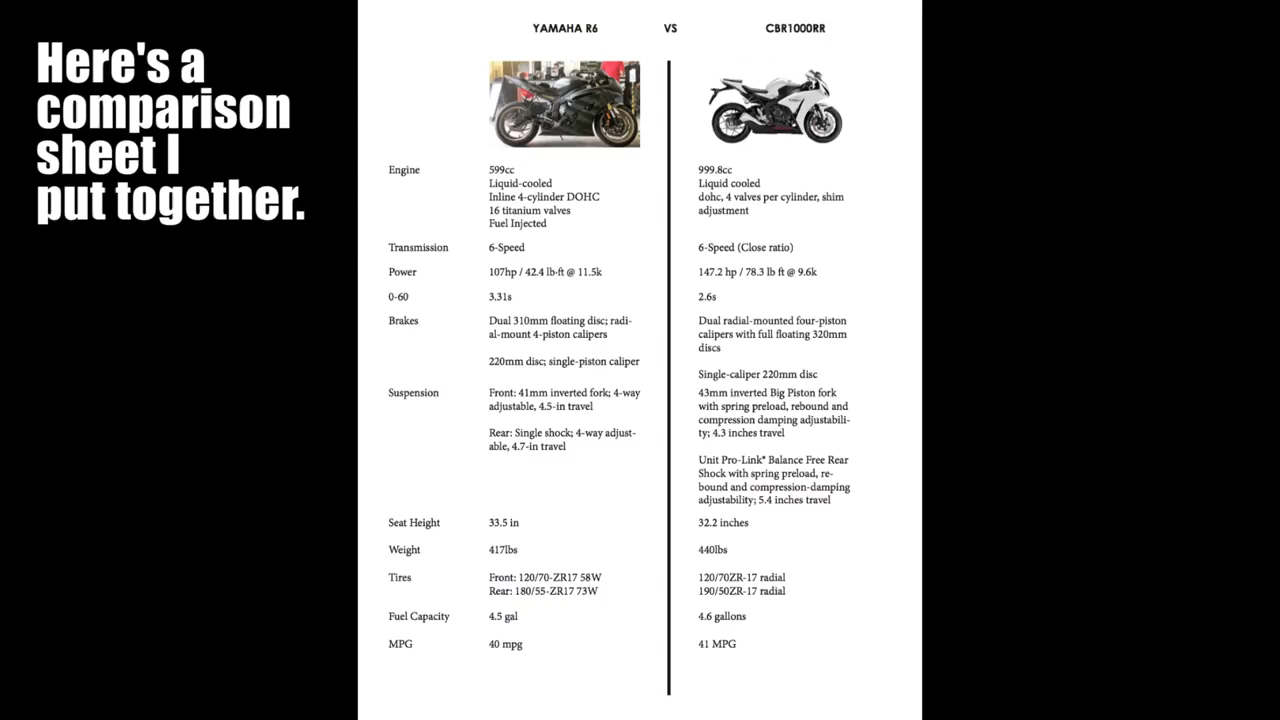 Here's a
comparison
sheet I
put together.
YAMAHA R6 VS CBR1000RR
Engine
599cc
Liquid-cooled
Inline 4-cylinder DOHC
16 titanium valves
Fuel Injected
999.8cc
Liquid cooled
dohc, 4 valves per cylinder, shim
adjustment
Transmission
6-Speed
6-Speed (Close ratio)
Power
107hp / 42.4 lb-ft @ 11.5k
147.2 hp / 78.3 lb ft @ 9.6k
0-60
3.31s
2.6s
Brakes
Dual 310mm floating disc; radi-
al-mount 4-piston calipers
220mm disc; single-piston caliper
Dual radial-mounted four-piston
calipers with full floating 320mm
discs
Single-caliper 220mm disc
Suspension
Front: 41mm inverted fork; 4-way
adjustable, 4.5-in travel
Rear: Single shock; 4-way adjust-
able, 4.7-in travel
43mm inverted Big Piston fork
with spring preload, rebound and
compression damping adjustabili-
ty; 4.3 inches travel
Unit Pro-Link® Balance Free Rear
Shock with spring preload, re-
bound and compression-damping
adjustability; 5.4 inches travel
Seat Height
33.5 in
32.2 inches
Weight
417lbs
440lbs
Tires
Front: 120/70-ZR17 58W
Rear: 180/55-ZR17 73W
120/70ZR-17 radial
190/50ZR-17 radial
Fuel Capacity
4.5 gal
4.6 gallons
MPG
40 mpg
41 MPG